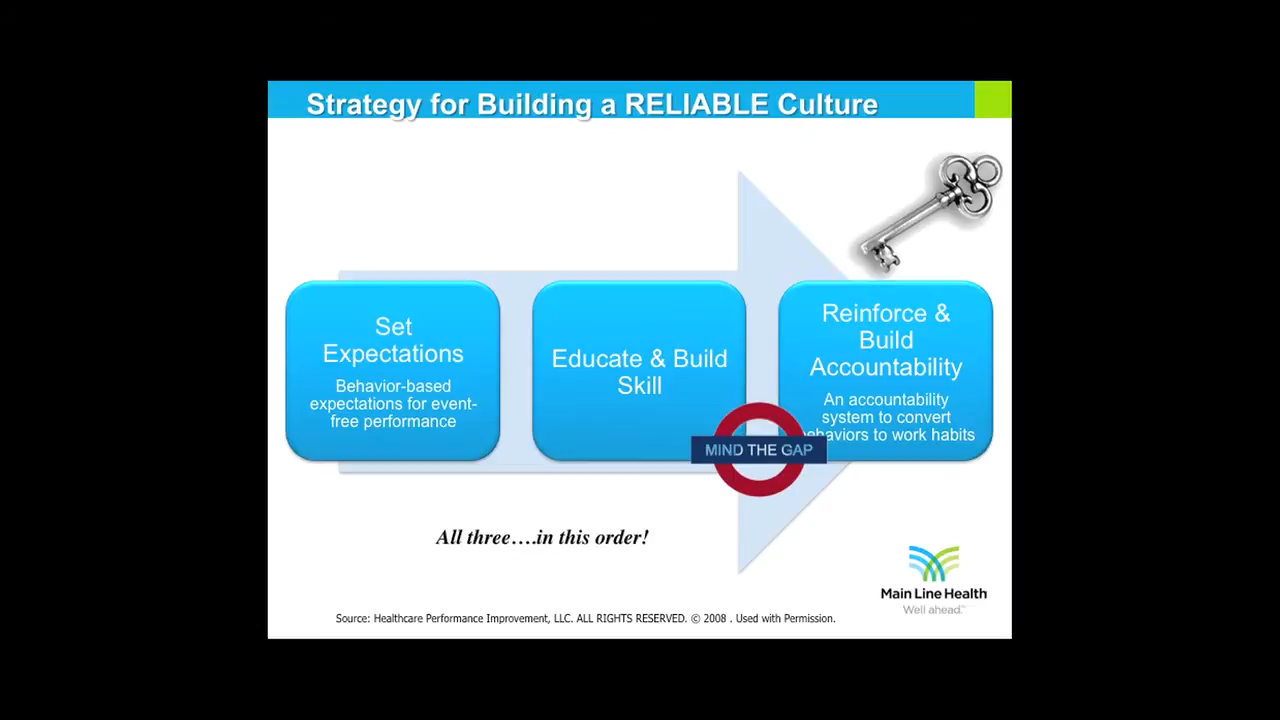 Strategy for Building a RELIABLE Culture
Set
Expectations
Behavior-based
expectations for event-
free performance
Educate & Build
Skill
Reinforce &
Build
Accountability
An accountability
system to convert
behaviors to work habits
MIND THE GAP
All three….in this order!
Main Line Health
Well ahead.™
Source: Healthcare Performance Improvement, LLC. ALL RIGHTS RESERVED. © 2008 . Used with Permission.